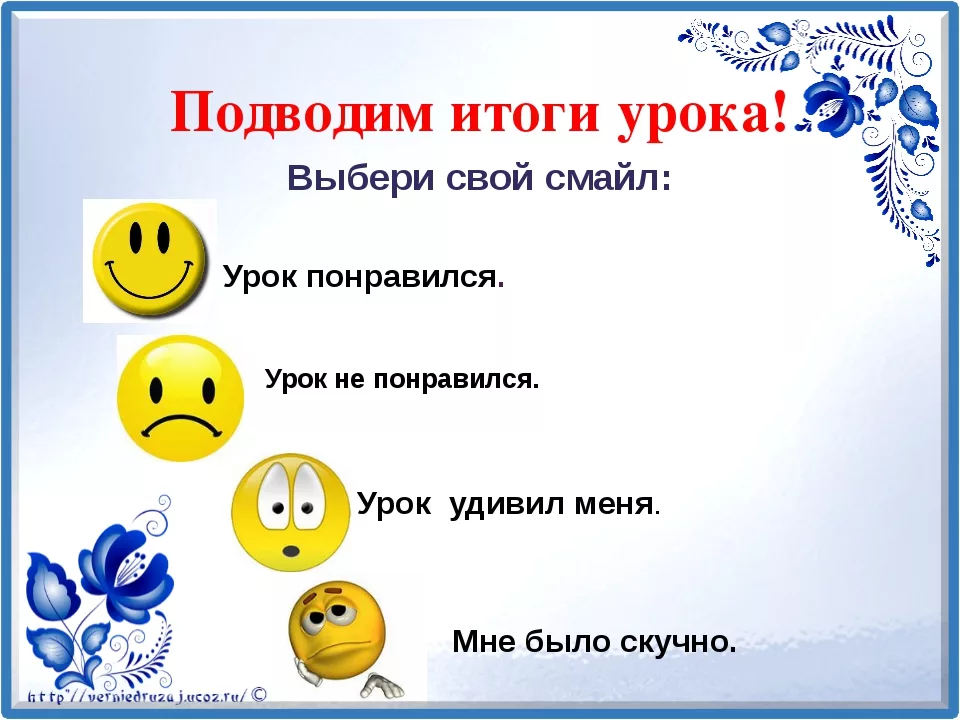 Подводим итоги урока!
Выбери свой смайл:
Урок понравился.
Урок не понравился.
Урок удивил меня.
Мне было скучно.
http"//verniedruzaj.ucoz.ru/ ©